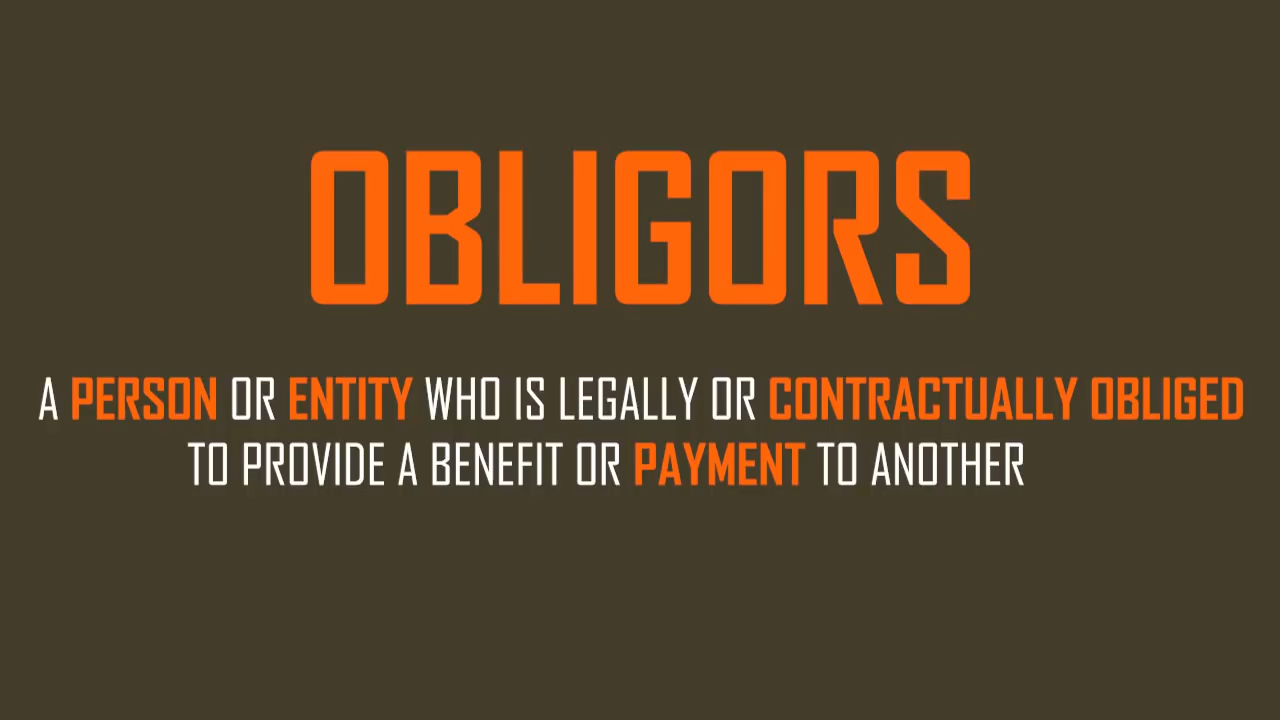 OBLIGORS
A PERSON OR ENTITY WHO IS LEGALLY OR CONTRACTUALLY OBLIGED
TO PROVIDE A BENEFIT OR PAYMENT TO ANOTHER